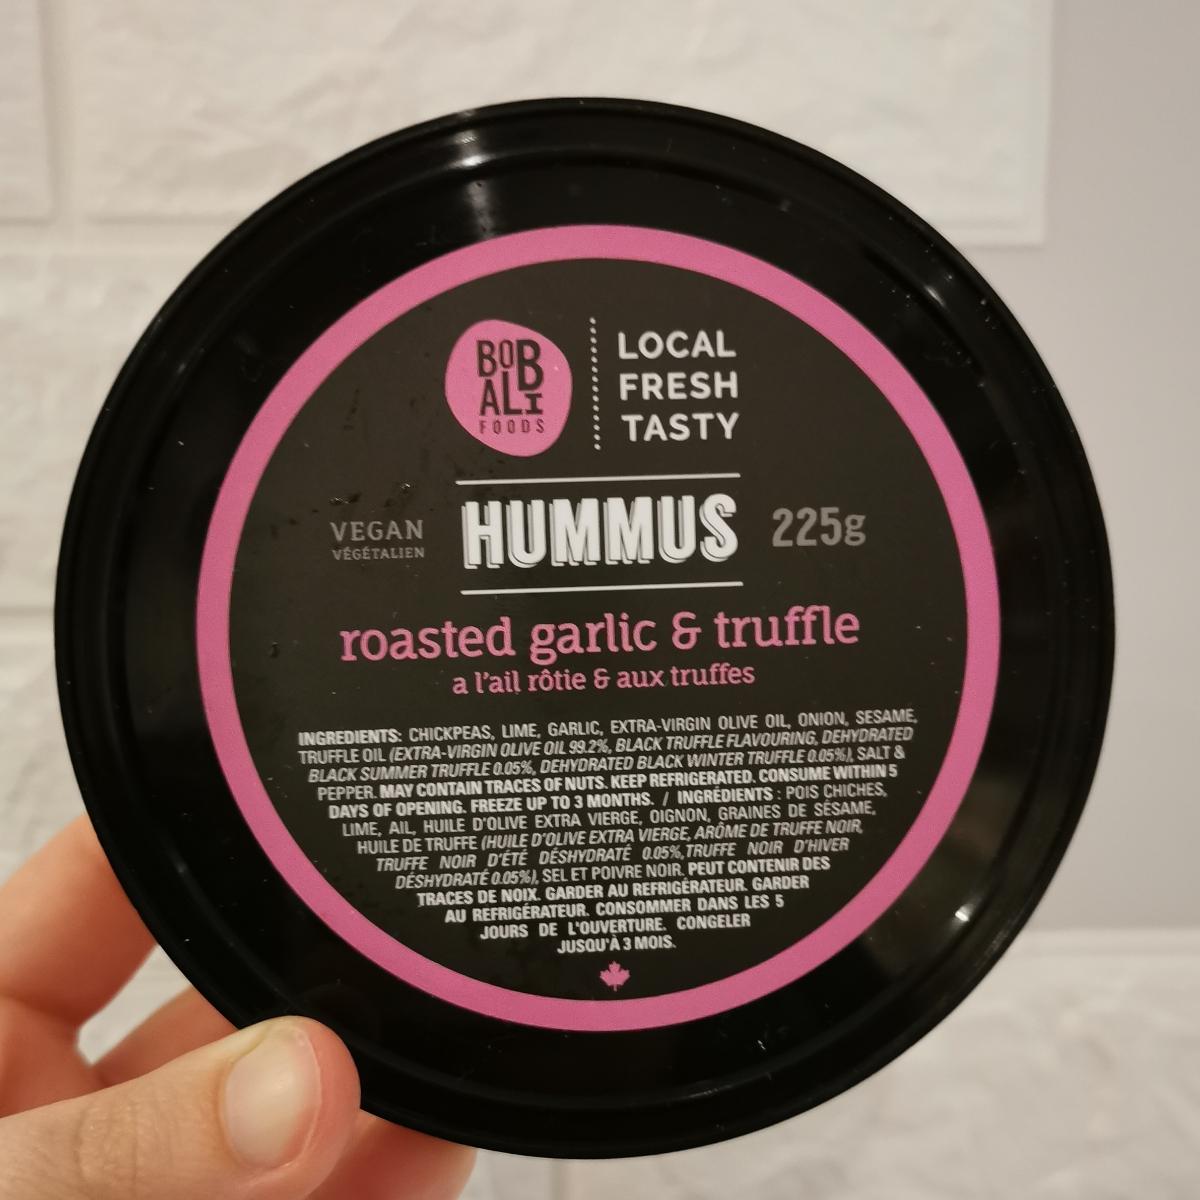 BOB
ALI
FOODS
LOCAL
FRESH
TASTY
VEGAN
VÉGÉTALIEN
HUMMUS
225g
roasted garlic & truffle
a l'ail rôtie & aux truffes
INGREDIENTS: CHICKPEAS, LIME, GARLIC, EXTRA-VIRGIN OLIVE OIL, ONION, SESAME,
TRUFFLE OIL (EXTRA-VIRGIN OLIVE OIL 99.2%, BLACK TRUFFLE FLAVOURING, DEHYDRATED
BLACK SUMMER TRUFFLE 0.05%, DEHYDRATED BLACK WINTER TRUFFLE 0.05%), SALT &
PEPPER. MAY CONTAIN TRACES OF NUTS. KEEP REFRIGERATED. CONSUME WITHIN 5
DAYS OF OPENING. FREEZE UP TO 3 MONTHS. / INGRÉDIENTS : POIS CHICHES,
LIME, AIL, HUILE D'OLIVE EXTRA VIERGE, OIGNON, GRAINES DE SÉSAME,
HUILE DE TRUFFE (HUILE D'OLIVE EXTRA VIERGE, ARÔME DE TRUFFE NOIR,
TRUFFE NOIR D'ÉTÉ DÉSHYDRATÉ 0.05%,TRUFFE NOIR D'HIVER
DÉSHYDRATÉ 0.05%), SEL ET POIVRE NOIR. PEUT CONTENIR DES
TRACES DE NOIX. GARDER AU REFRIGÉRATEUR. GARDER
AU REFRIGÉRATEUR. CONSOMMER DANS LES 5
JOURS DE L'OUVERTURE. CONGELER
JUSQU'À 3 MOIS.